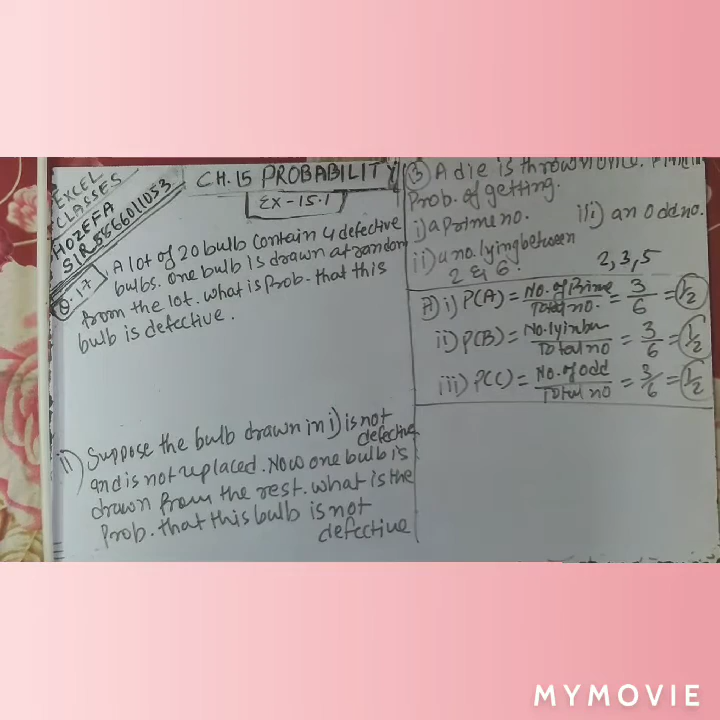 EXCEL
CLASSES
HOZEFA
SIR
CH.15 PROBABILITY
EX-15.1
Q.17
i) A lot of 20 bulb contain 4 defective
bulbs. One bulb is drawn at random
from the lot. what is Prob. that this
bulb is defective.
ii) Suppose the bulb drawn in i) is not
defective
and is not replaced. Now one bulb is
drawn from the rest. what is the
Prob. that this bulb is not
defective
③ A die is thrown once.
Prob. of getting.
i) a Prime no. iii) an Odd no.
ii) a no. lying between
2 & 6. 2, 3, 5
A) i) P(A) = No. of Prime / Total no. = 3/6 = 1/2
ii) P(B) = / Total no = 3/6 = 1/2
iii) P(C) = No. of odd / Total no = 3/6 = 1/2
MYMOVIE